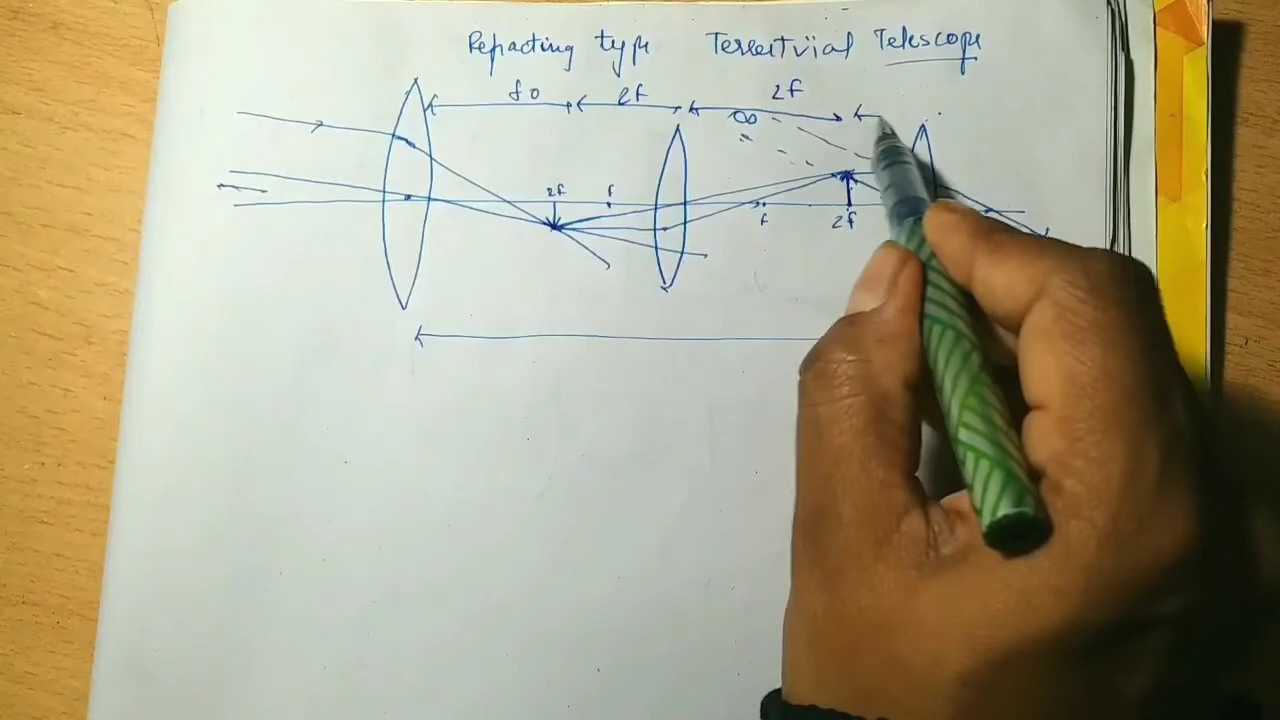 Refracting type Terrestrial Telescope
fo 2f 2f
∞
2f f f 2f